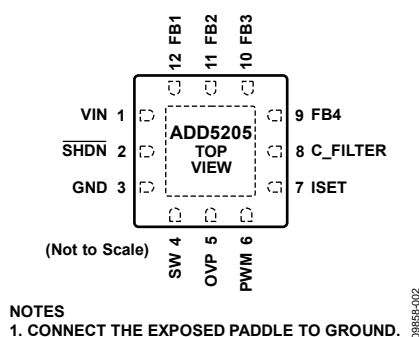 12 FB1
11 FB2
10 FB3
VIN 1
SHDN 2
GND 3
ADD5205
TOP
VIEW
9 FB4
8 C_FILTER
7 ISET
(Not to Scale)
SW 4
OVP 5
PWM 6
NOTES
1. CONNECT THE EXPOSED PADDLE TO GROUND.
09858-002